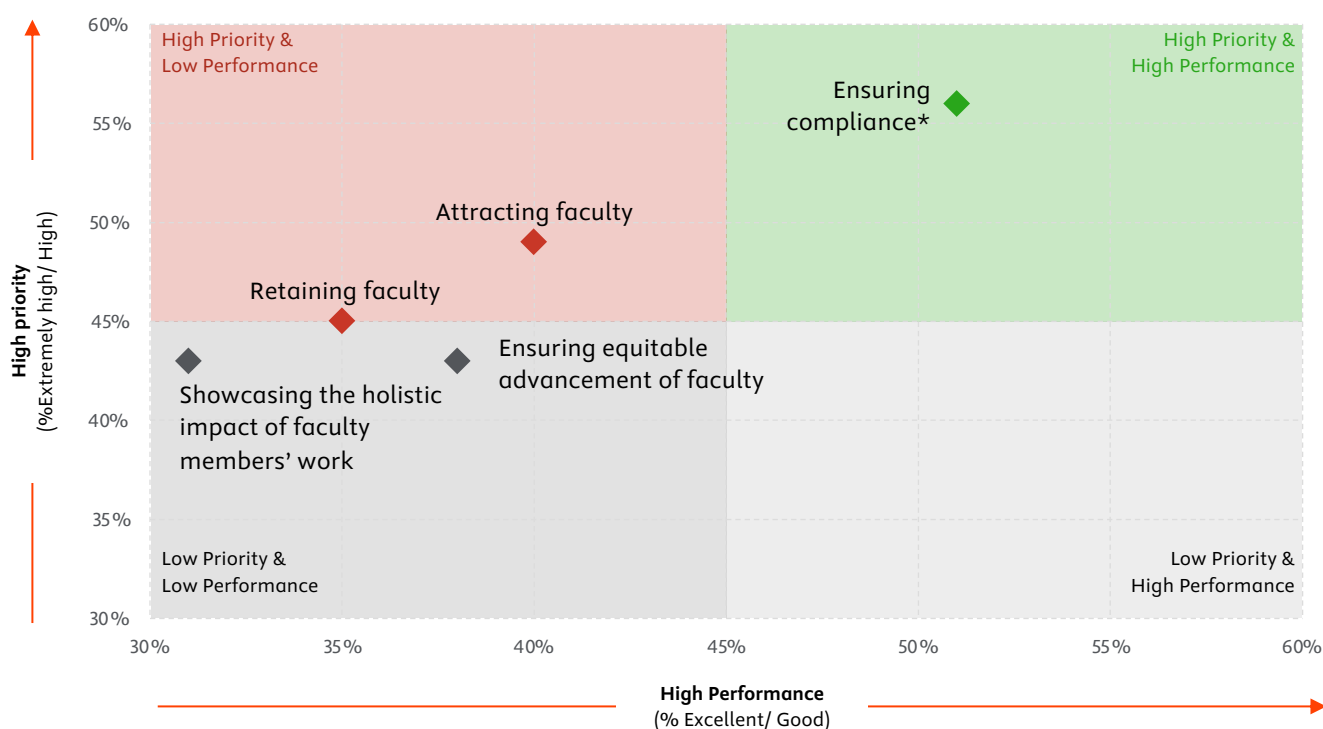 60%
55%
50%
45%
40%
35%
30%
High priority
(%Extremely high/ High)
High Priority &
Low Performance
High Priority &
High Performance
Ensuring
compliance*
Attracting faculty
Retaining faculty
Ensuring equitable
advancement of faculty
Showcasing the holistic
impact of faculty
members’ work
Low Priority &
Low Performance
Low Priority &
High Performance
30%
35%
40%
45%
50%
55%
60%
High Performance
(% Excellent/ Good)